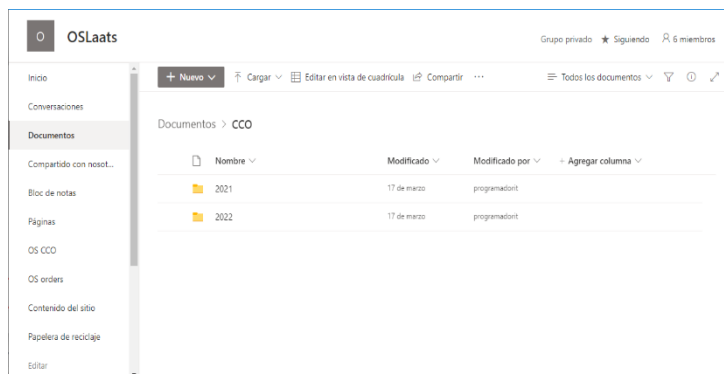 O OSLaats
Grupo privado ★ Siguiendo 6 miembros
Inicio
Conversaciones
Documentos
Compartido con nosot...
Bloc de notas
Páginas
OS CCO
OS orders
Contenido del sitio
Papelera de reciclaje
Editar
+ Nuevo Cargar Editar en vista de cuadrícula Compartir ··· Todos los documentos
Documentos > CCO
Nombre Modificado Modificado por + Agregar columna
2021 17 de marzo programadorit
2022 17 de marzo programadorit